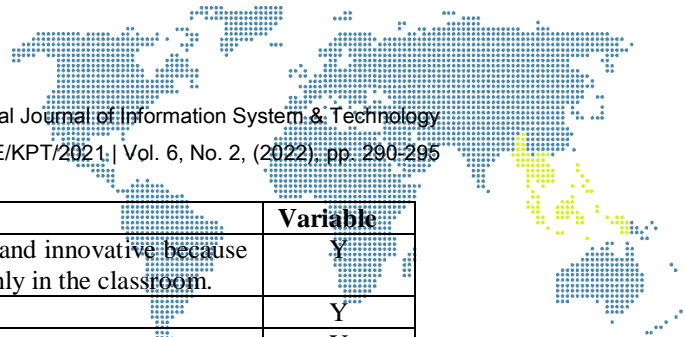 al Journal of Information System & Technology
E/KPT/2021 | Vol. 6, No. 2, (2022), pp. 290-295
Variable
and innovative because Y
nly in the classroom.
Y